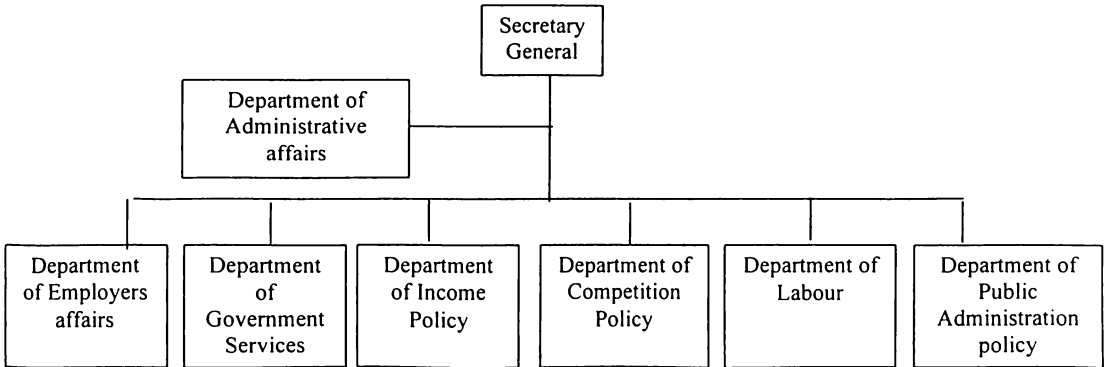 Secretary
General
Department of
Administrative
affairs
Department
of Employers
affairs
Department
of
Government
Services
Department
of Income
Policy
Department of
Competition
Policy
Department of
Labour
Department of
Public
Administration
policy